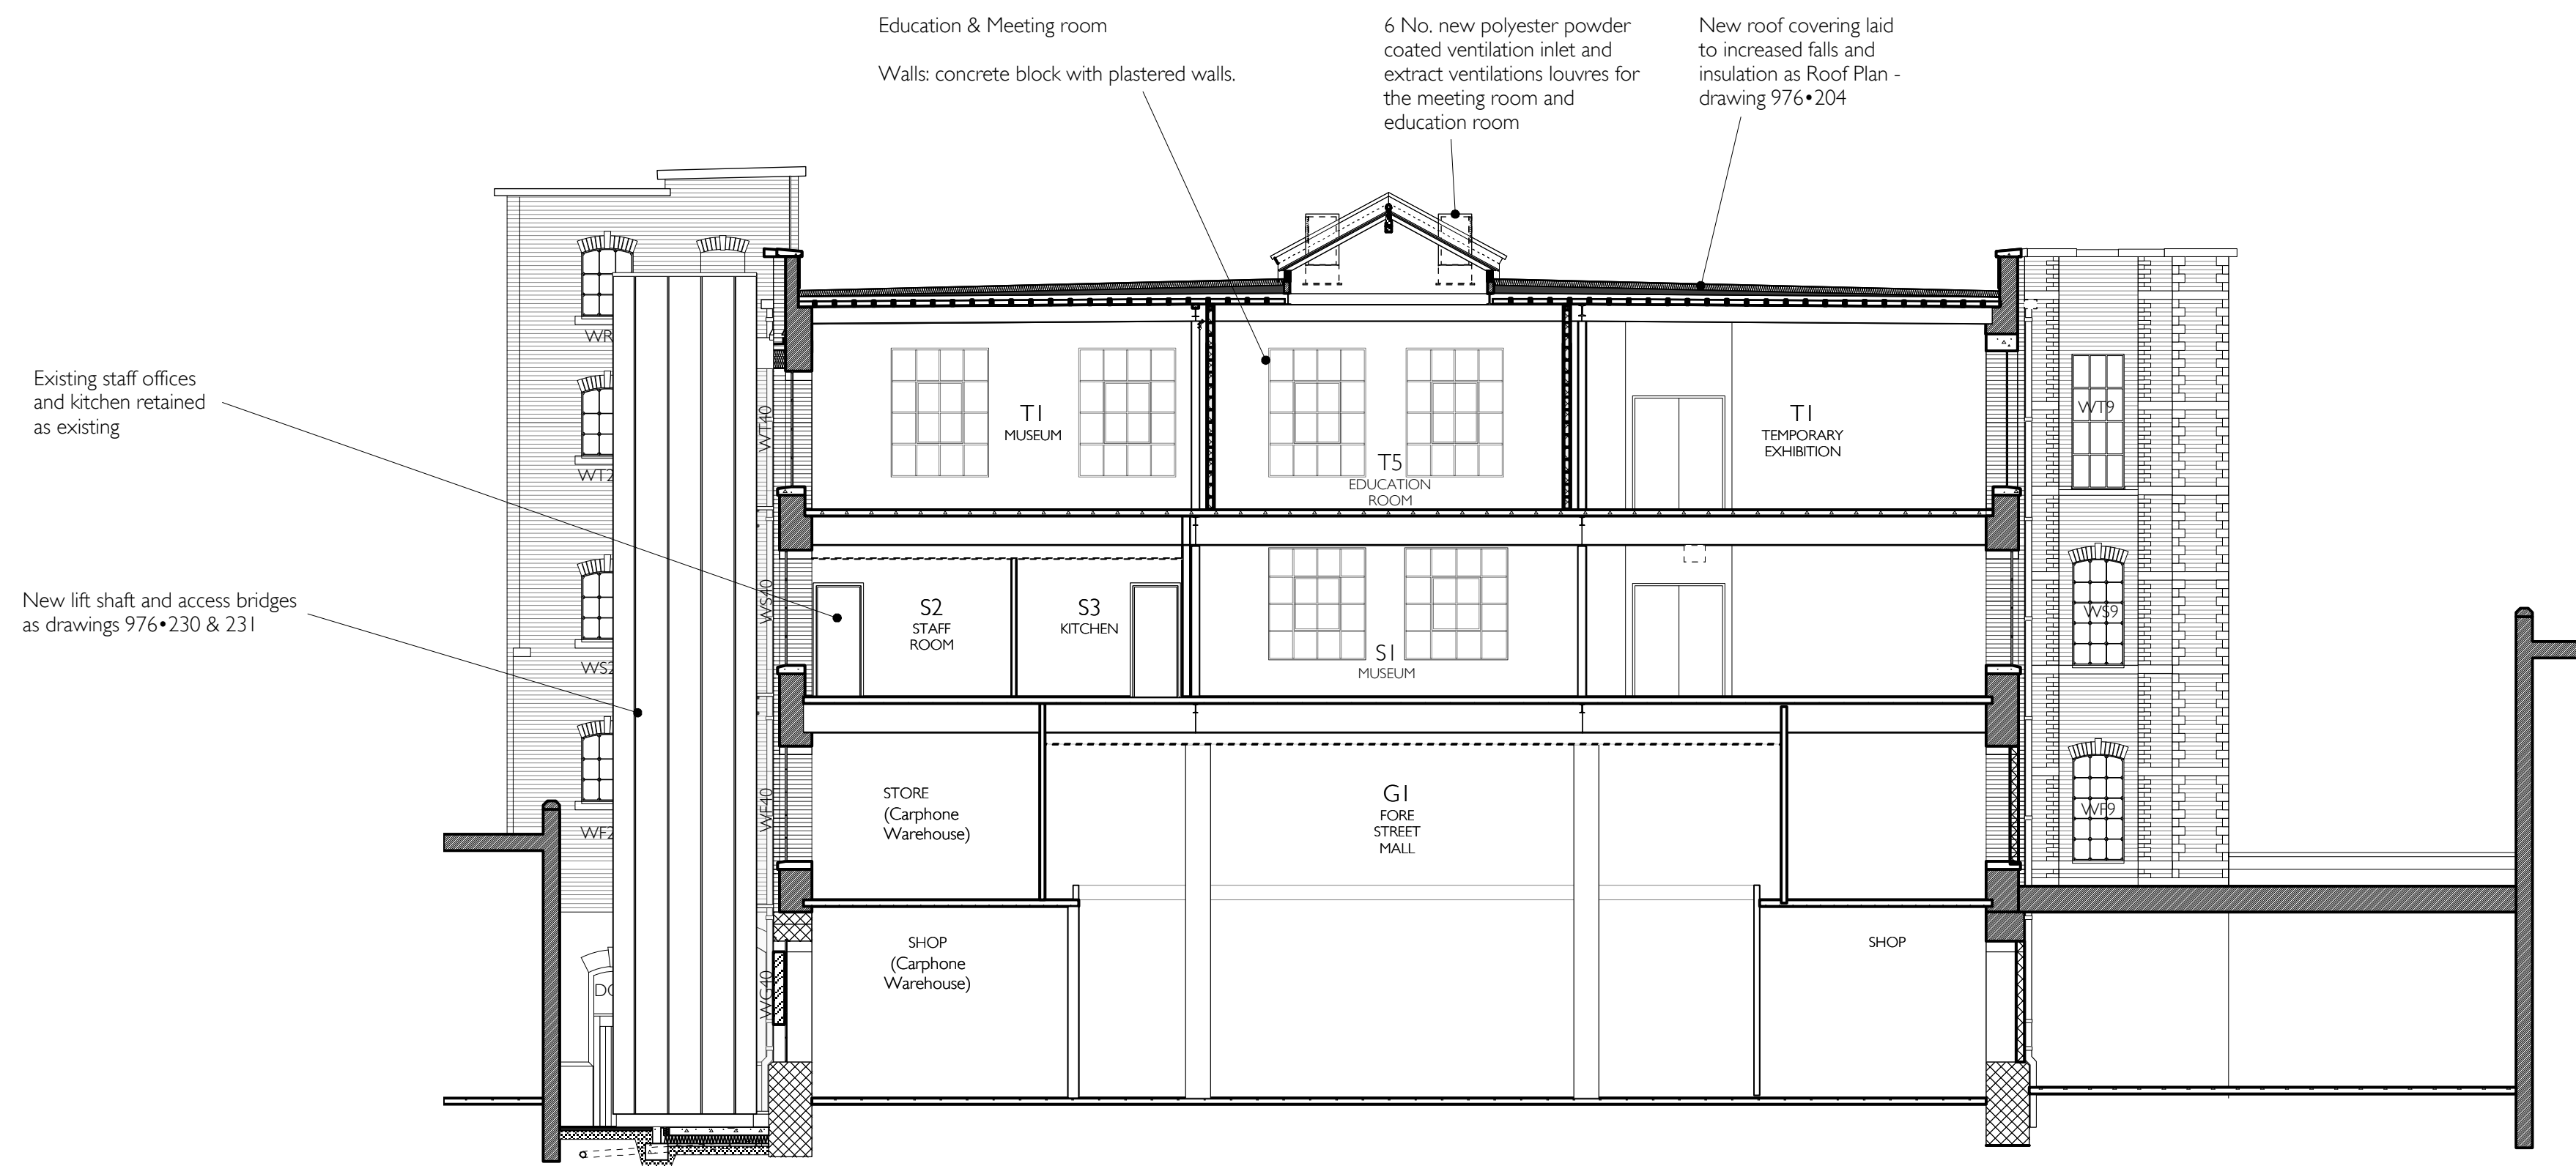 Education & Meeting room
Walls: concrete block with plastered walls.
6 No. new polyester powder
coated ventilation inlet and
extract ventilations louvres for
the meeting room and
education room
New roof covering laid
to increased falls and
insulation as Roof Plan -
drawing 976•204
Existing staff offices
and kitchen retained
as existing
New lift shaft and access bridges
as drawings 976•230 & 231
WR
WT2
WS2
WF2
DO
WT40
WS40
WF40
WG40
T1
MUSEUM
T5
EDUCATION
ROOM
T1
TEMPORARY
EXHIBITION
WT9
S2
STAFF
ROOM
S3
KITCHEN
S1
MUSEUM
WS9
STORE
(Carphone
Warehouse)
G1
FORE
STREET
MALL
WF9
SHOP
(Carphone
Warehouse)
SHOP